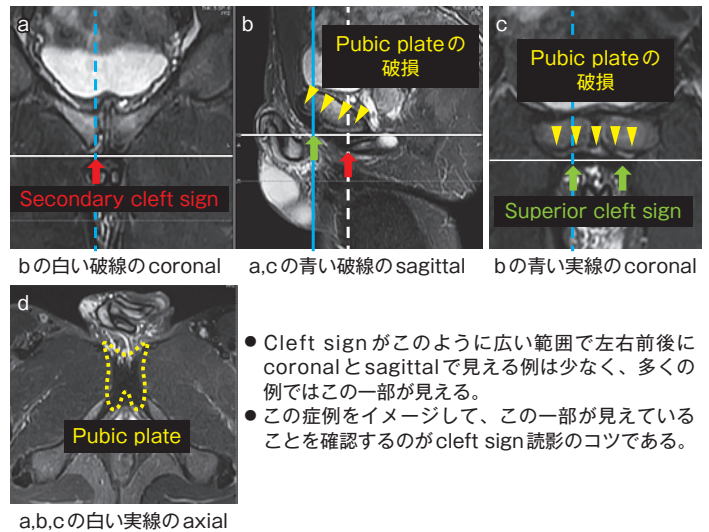 a
Secondary cleft sign
bの白い破線のcoronal
b
Pubic plateの
破損
a,cの青い破線のsagittal
c
Pubic plateの
破損
Superior cleft sign
bの青い実線のcoronal
d
Pubic plate
a,b,cの白い実線のaxial
● Cleft signがこのように広い範囲で左右前後に
coronalとsagittalで見える例は少なく、多くの
例ではこの一部が見える。
● この症例をイメージして、この一部が見えている
ことを確認するのがcleft sign読影のコツである。